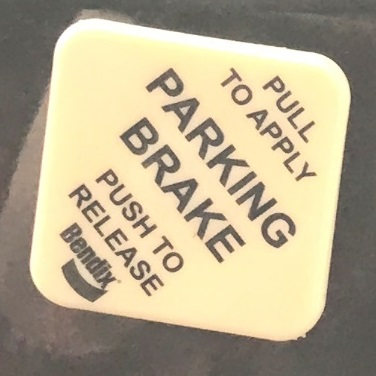 PULL
TO APPLY
PARKING
BRAKE
PUSH TO
RELEASE
Bendix